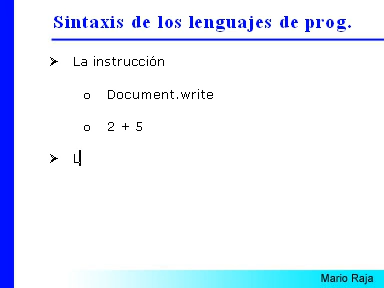 Sintaxis de los lenguajes de prog.
La instrucción
Document.write
2 + 5
L
Mario Raja